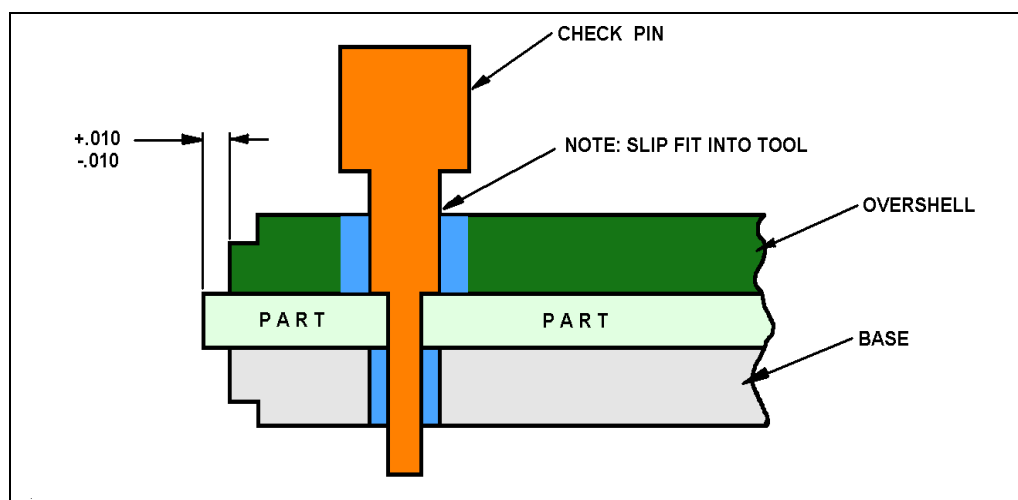 CHECK PIN
+.010
-.010
NOTE: SLIP FIT INTO TOOL
OVERSHELL
PART
PART
BASE